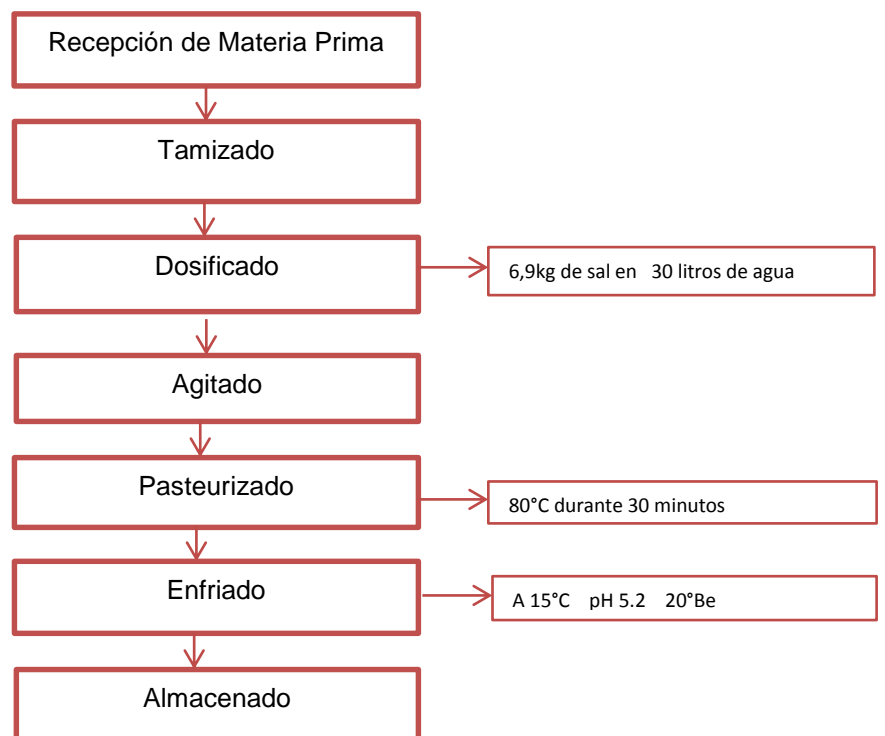 Recepción de Materia Prima
Tamizado
Dosificado
6,9kg de sal en 30 litros de agua
Agitado
Pasteurizado
80°C durante 30 minutos
Enfriado
A 15°C pH 5.2 20°Be
Almacenado